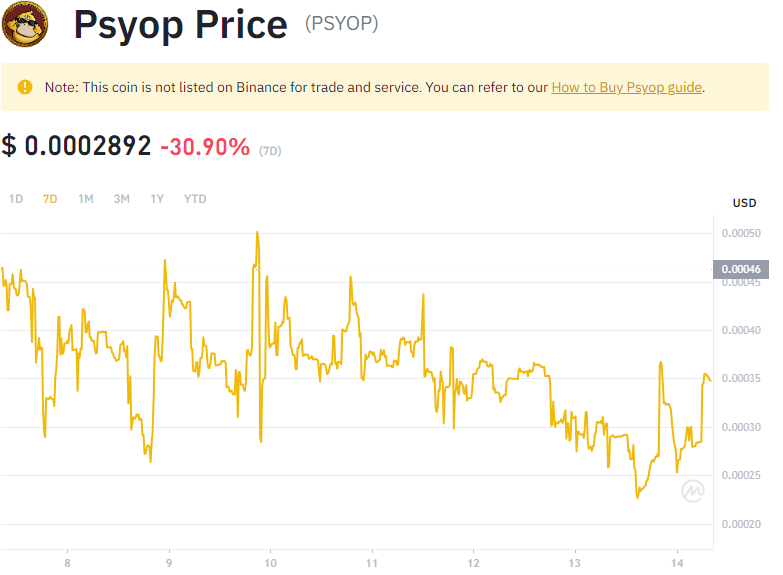 Psyop Price (PSYOP)
Note: This coin is not listed on Binance for trade and service. You can refer to our How to Buy Psyop guide.
$ 0.0002892 -30.90% (7D)
1D 7D 1M 3M 1Y YTD
USD
0.00050
0.00046
0.00045
0.00040
0.00035
0.00030
0.00025
0.00020
8 9 10 11 12 13 14